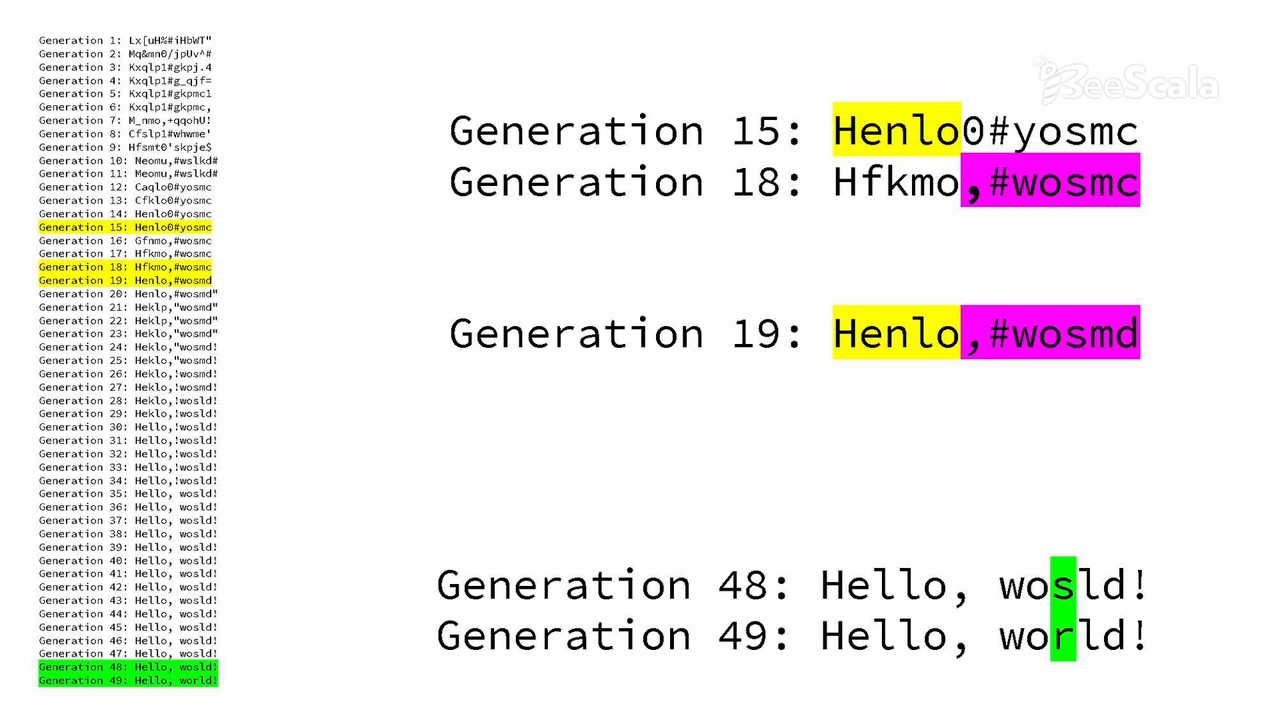 Generation 1: Lx[uH%#iHbWT"
Generation 2: Mq&mn0/jpUv^#
Generation 3: Kxqlp1#gkpj.4
Generation 4: Kxqlp1#g_qjf=
Generation 5: Kxqlp1#gkpmc1
Generation 6: Kxqlp1#gkpmc,
Generation 7: M_nmo,+qqohU!
Generation 8: Cfslp1#whwme'
Generation 9: Hfsmt0'skpje$
Generation 10: Neomu,#wslkd#
Generation 11: Meomu,#wslkd#
Generation 12: Caqlo0#yosmc
Generation 13: Cfklo0#yosmc
Generation 14: Henlo0#yosmc
Generation 15: Henlo0#yosmc
Generation 16: Gfnmo,#wosmc
Generation 17: Hfkmo,#wosmc
Generation 18: Hfkmo,#wosmc
Generation 19: Henlo,#wosmd
Generation 20: Henlo,#wosmd"
Generation 21: Heklp,"wosmd"
Generation 22: Heklp,"wosmd"
Generation 23: Heklo,"wosmd"
Generation 24: Heklo,"wosmd!
Generation 25: Heklo,"wosmd!
Generation 26: Heklo,!wosmd!
Generation 27: Heklo,!wosmd!
Generation 28: Heklo,!wosld!
Generation 29: Heklo,!wosld!
Generation 30: Hello,!wosld!
Generation 31: Hello,!wosld!
Generation 32: Hello,!wosld!
Generation 33: Hello,!wosld!
Generation 34: Hello,!wosld!
Generation 35: Hello, wosld!
Generation 36: Hello, wosld!
Generation 37: Hello, wosld!
Generation 38: Hello, wosld!
Generation 39: Hello, wosld!
Generation 40: Hello, wosld!
Generation 41: Hello, wosld!
Generation 42: Hello, wosld!
Generation 43: Hello, wosld!
Generation 44: Hello, wosld!
Generation 45: Hello, wosld!
Generation 46: Hello, wosld!
Generation 47: Hello, wosld!
Generation 48: Hello, wosld!
Generation 49: Hello, world!
BeeScala
Generation 15: Henlo0#yosmc
Generation 18: Hfkmo,#wosmc
Generation 19: Henlo,#wosmd
Generation 48: Hello, wosld!
Generation 49: Hello, world!